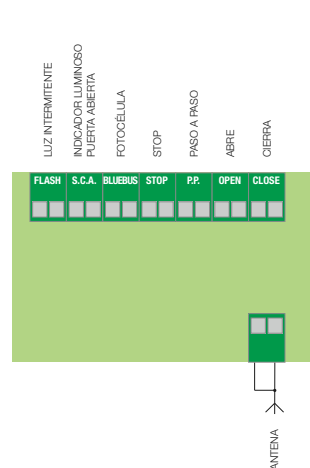 LUZ INTERMITENTE
INDICADOR LUMINOSO
PUERTA ABIERTA
FOTOCÉLULA
STOP
PASO A PASO
ABRE
CIERRA
FLASH S.C.A. BLUEBUS STOP P.P. OPEN CLOSE
ANTENA